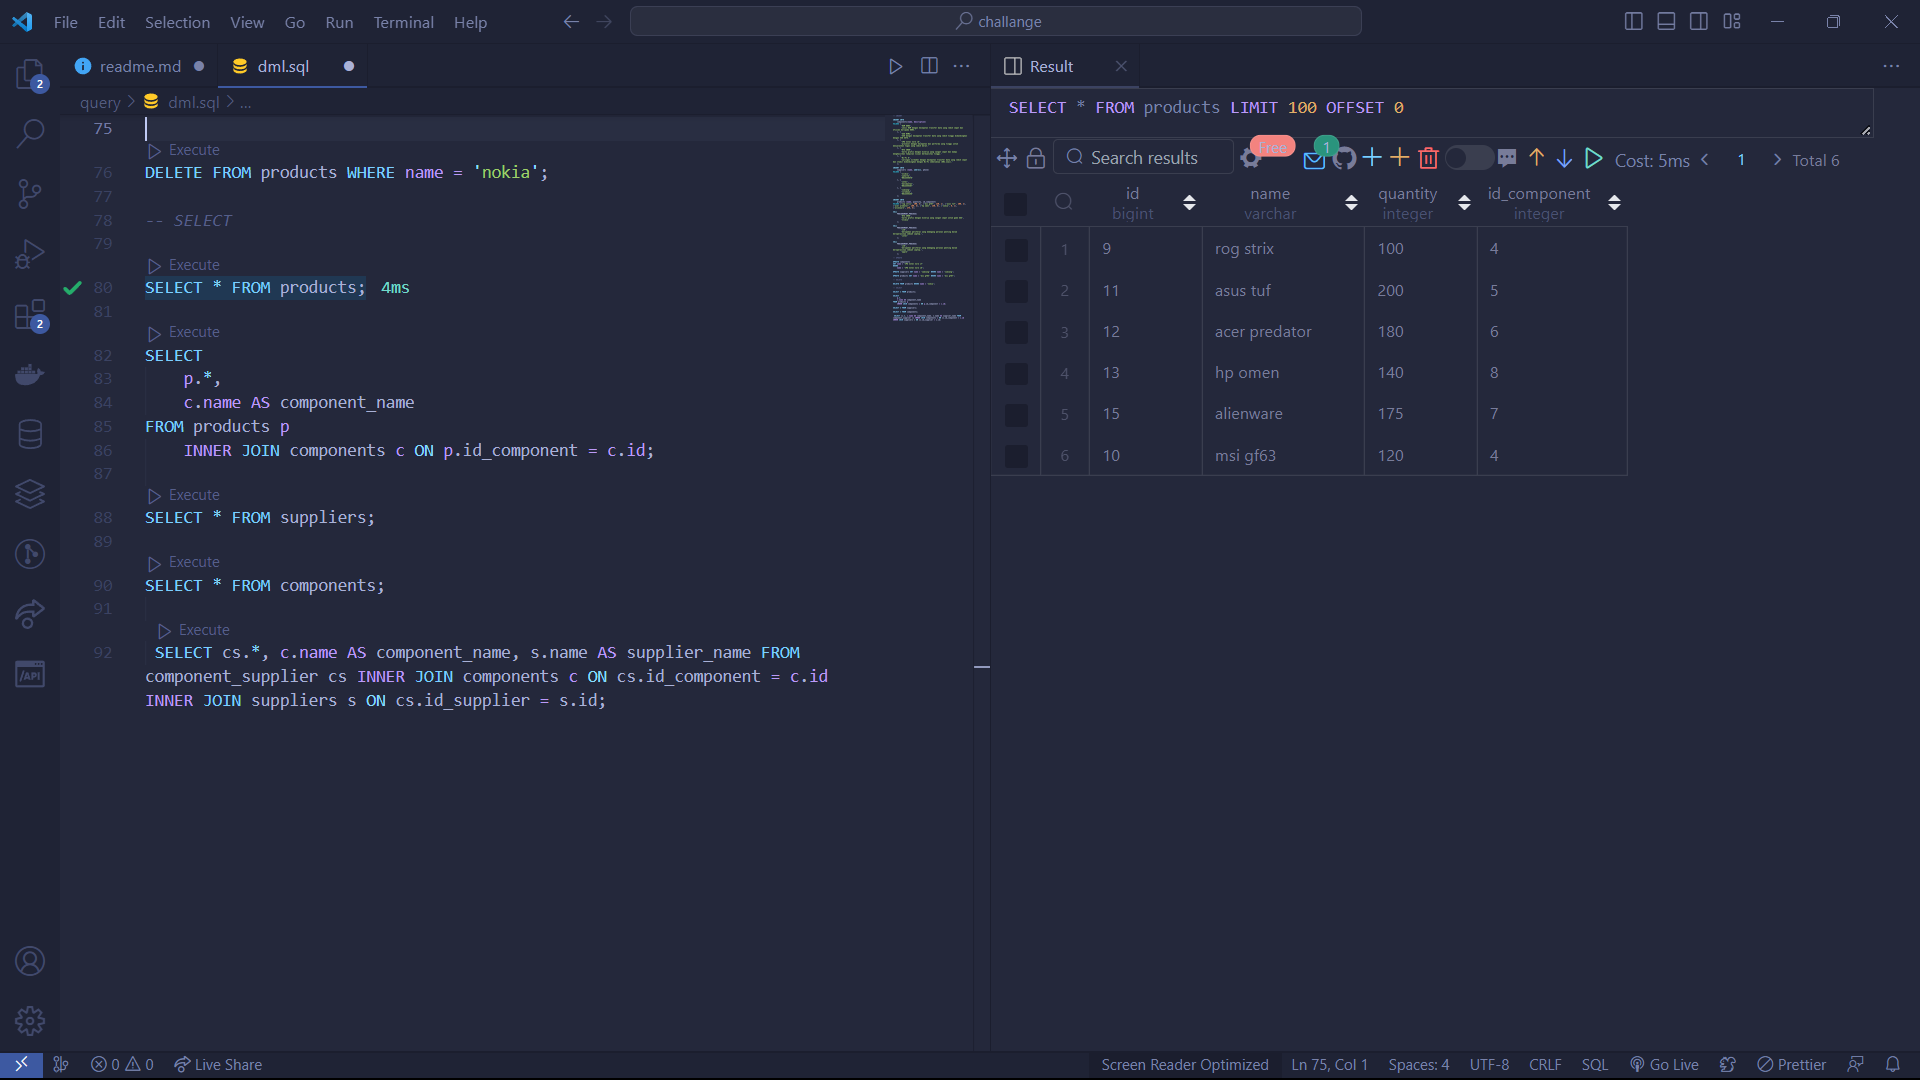 File Edit Selection View Go Run Terminal Help
challange
readme.md
dml.sql
Result
query > dml.sql > ...
2
2
75
Execute
76 DELETE FROM products WHERE name = 'nokia';
77
78 -- SELECT
79
Execute
80 SELECT * FROM products; 4ms
81
Execute
82 SELECT
83 p.*,
84 c.name AS component_name
85 FROM products p
86 INNER JOIN components c ON p.id_component = c.id;
87
Execute
88 SELECT * FROM suppliers;
89
Execute
90 SELECT * FROM components;
91
Execute
92 SELECT cs.*, c.name AS component_name, s.name AS supplier_name FROM
component_supplier cs INNER JOIN components c ON cs.id_component = c.id
INNER JOIN suppliers s ON cs.id_supplier = s.id;
/API
SELECT * FROM products LIMIT 100 OFFSET 0
Search results Free 1 Cost: 5ms < 1 > Total 6
id name quantity id_component
bigint varchar integer integer
1 9 rog strix 100 4
2 11 asus tuf 200 5
3 12 acer predator 180 6
4 13 hp omen 140 8
5 15 alienware 175 7
6 10 msi gf63 120 4
0 0 Live Share
Screen Reader Optimized Ln 75, Col 1 Spaces: 4 UTF-8 CRLF SQL Go Live Prettier